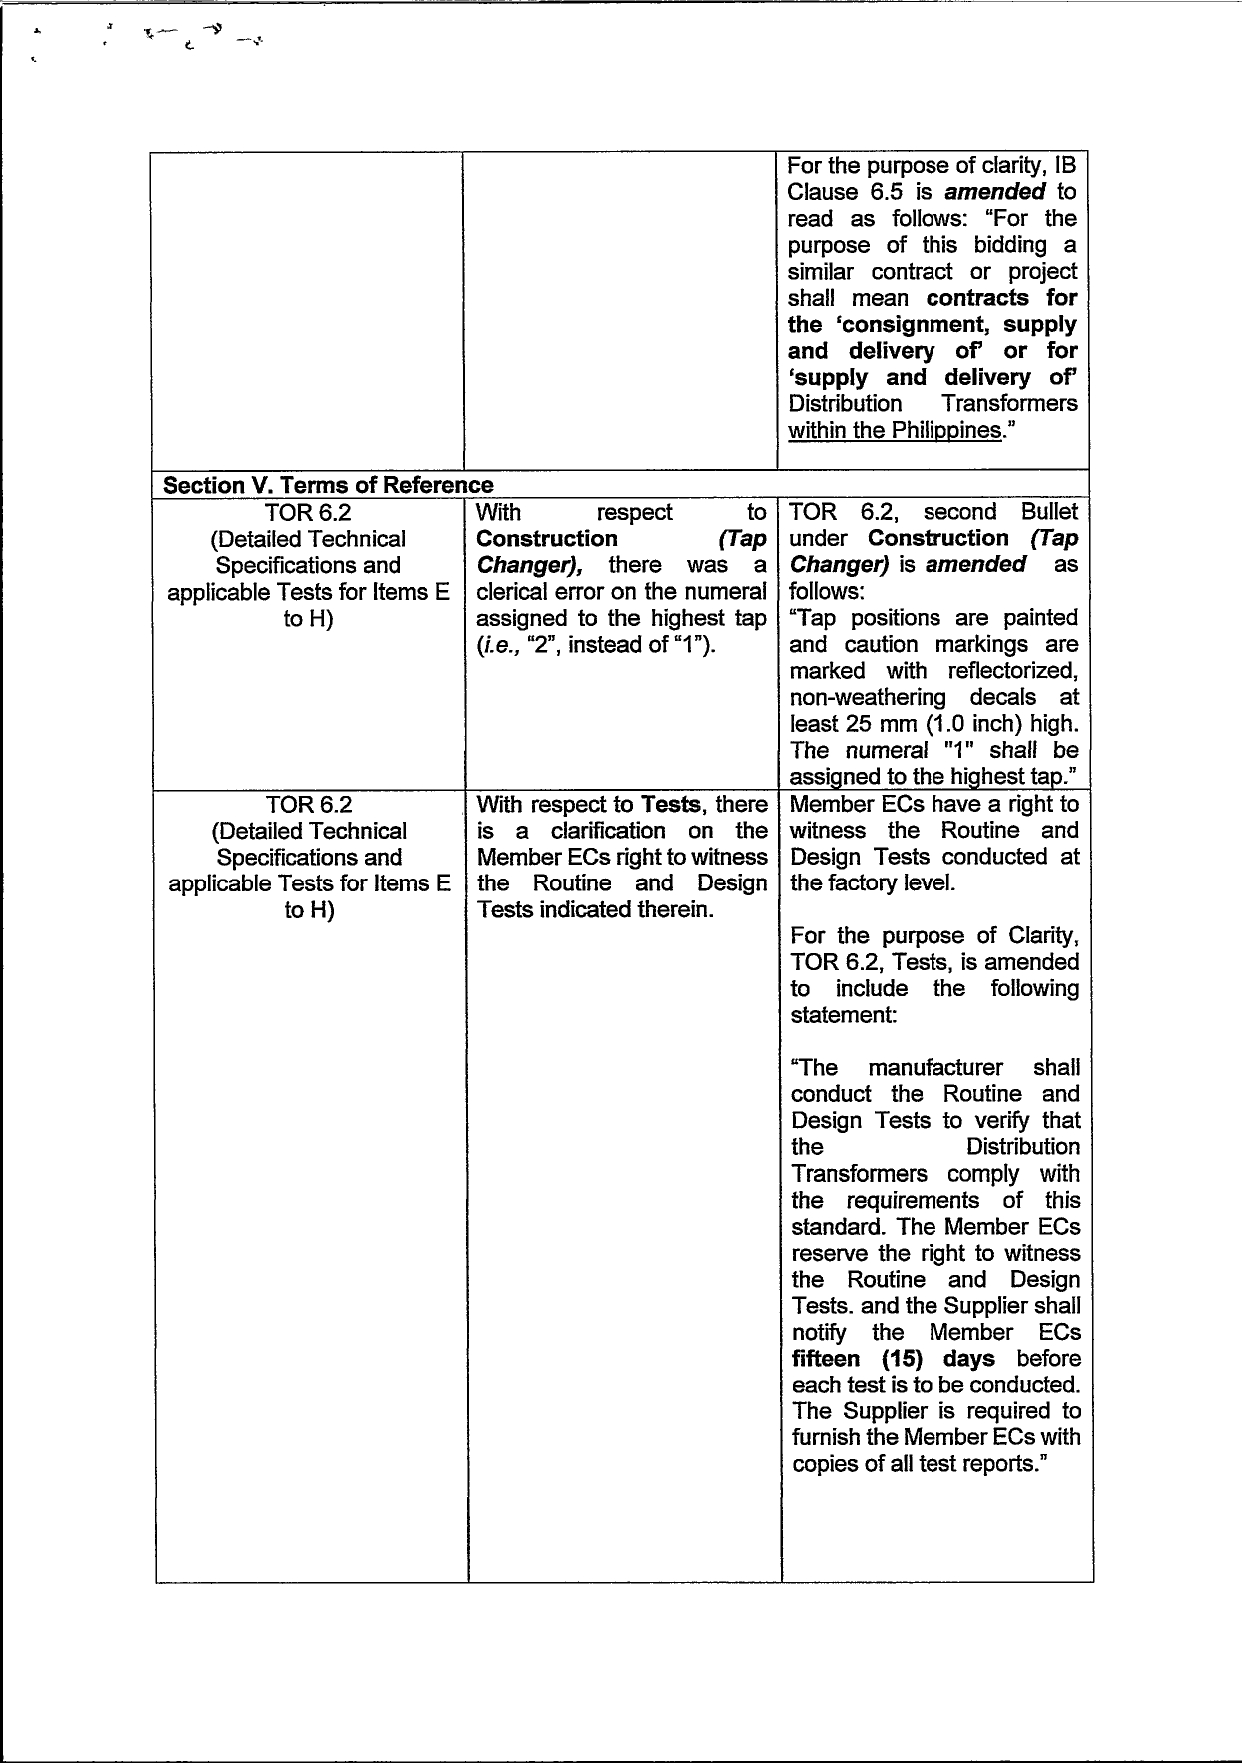 For the purpose of clarity, IB
Clause 6.5 is amended to
read as follows: “For the
purpose of this bidding a
similar contract or project
shall mean contracts for
the ‘consignment, supply
and delivery of’ or for
‘supply and delivery of’
Distribution Transformers
within the Philippines.”
Section V. Terms of Reference
TOR 6.2
(Detailed Technical
Specifications and
applicable Tests for Items E
to H)
With respect to
Construction (Tap
Changer), there was a
clerical error on the numeral
assigned to the highest tap
(i.e., “2”, instead of “1”).
TOR 6.2, second Bullet
under Construction (Tap
Changer) is amended as
follows:
“Tap positions are painted
and caution markings are
marked with reflectorized,
non-weathering decals at
least 25 mm (1.0 inch) high.
The numeral "1" shall be
assigned to the highest tap.”
TOR 6.2
(Detailed Technical
Specifications and
applicable Tests for Items E
to H)
With respect to Tests, there
is a clarification on the
Member ECs right to witness
the Routine and Design
Tests indicated therein.
Member ECs have a right to
witness the Routine and
Design Tests conducted at
the factory level.
For the purpose of Clarity,
TOR 6.2, Tests, is amended
to include the following
statement:
“The manufacturer shall
conduct the Routine and
Design Tests to verify that
the Distribution
Transformers comply with
the requirements of this
standard. The Member ECs
reserve the right to witness
the Routine and Design
Tests. and the Supplier shall
notify the Member ECs
fifteen (15) days before
each test is to be conducted.
The Supplier is required to
furnish the Member ECs with
copies of all test reports.”